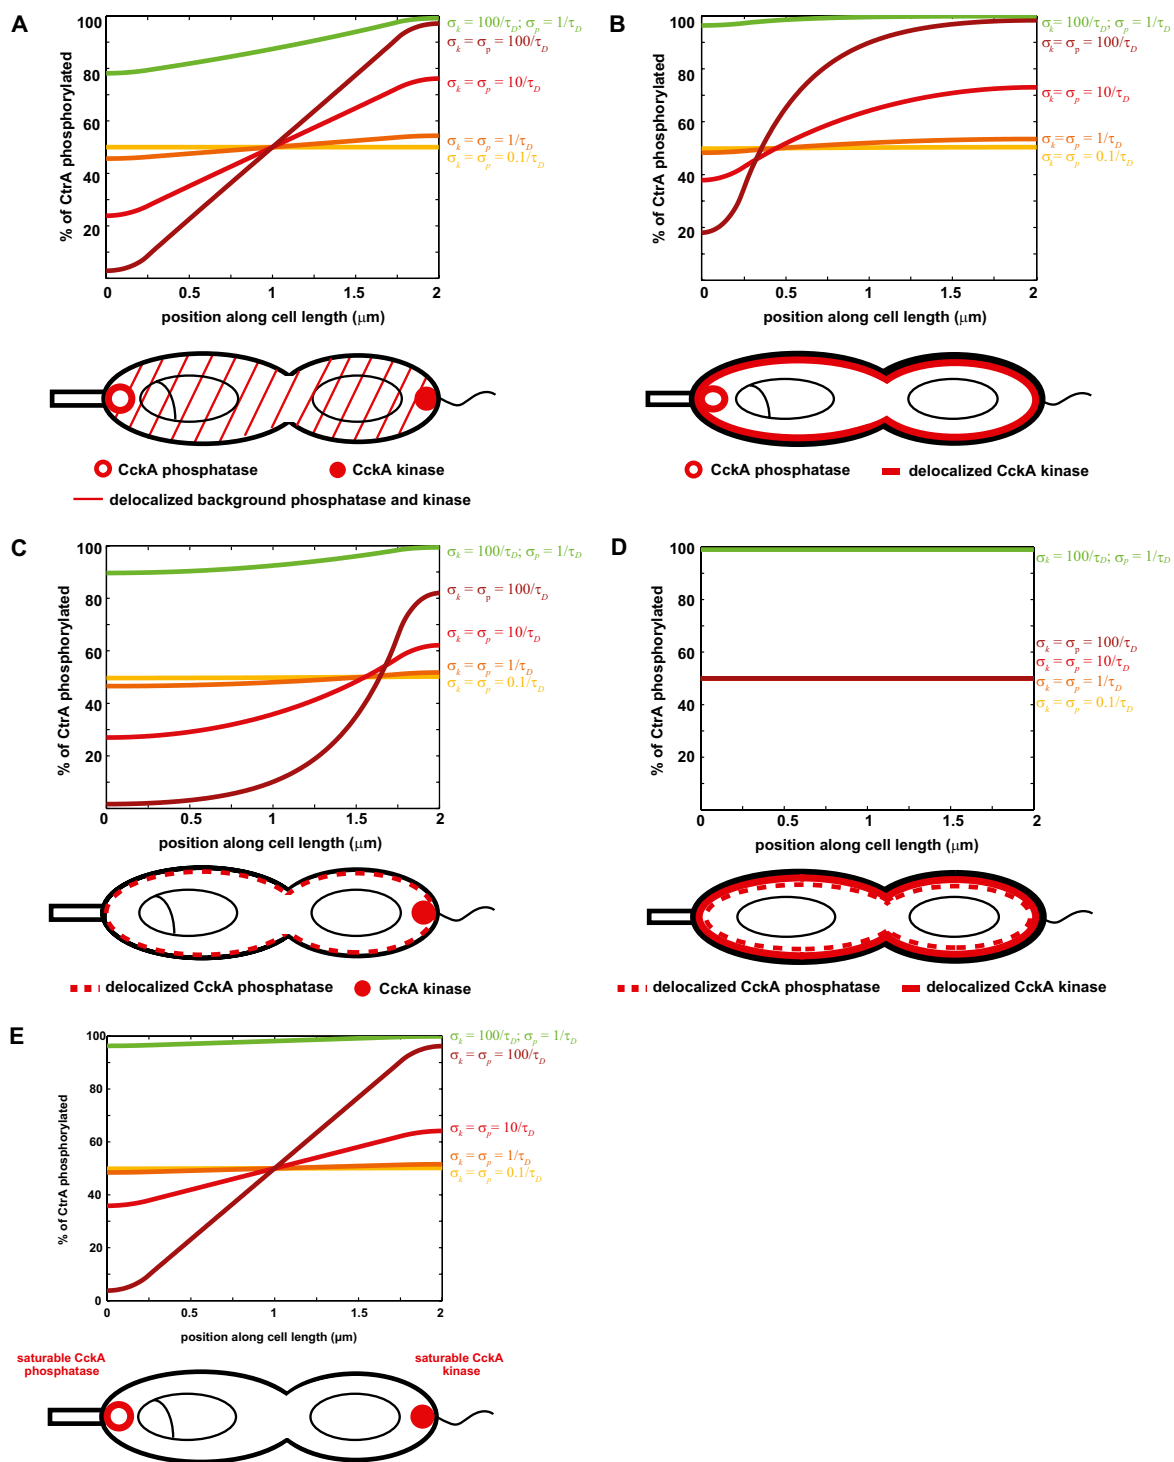 A
% of CtrA phosphorylated
100
80
60
40
20
0
0.5
1
1.5
2
position along cell length (μm)
σk = 100/τD; σp = 1/τD
σk = σp = 100/τD
σk = σp = 10/τD
σk = σp = 1/τD
σk = σp = 0.1/τD
CckA phosphatase
CckA kinase
delocalized background phosphatase and kinase
B
% of CtrA phosphorylated
100
80
60
40
20
0
0.5
1
1.5
2
position along cell length (μm)
σk= 100/τD; σp = 1/τD
σk= σp = 100/τD
σk= σp = 10/τD
σk= σp = 1/τD
σk= σp = 0.1/τD
CckA phosphatase
delocalized CckA kinase
C
% of CtrA phosphorylated
100
80
60
40
20
0
0.5
1
1.5
2
position along cell length (μm)
σk = 100/τD; σp = 1/τD
σk = σp = 100/τD
σk = σp = 10/τD
σk = σp = 1/τD
σk = σp = 0.1/τD
delocalized CckA phosphatase
CckA kinase
D
% of CtrA phosphorylated
100
80
60
40
20
0
0.5
1
1.5
2
position along cell length (μm)
σk = 100/τD; σp = 1/τD
σk = σp = 100/τD
σk = σp = 10/τD
σk = σp = 1/τD
σk = σp = 0.1/τD
delocalized CckA phosphatase
delocalized CckA kinase
E
% of CtrA phosphorylated
100
80
60
40
20
0
0
0.5
1
1.5
2
position along cell length (μm)
σk = 100/τD; σp = 1/τD
σk = σp = 100/τD
σk = σp= 10/τD
σk = σp = 1/τD
σk = σp = 0.1/τD
saturable CckA
phosphatase
saturable CckA
kinase